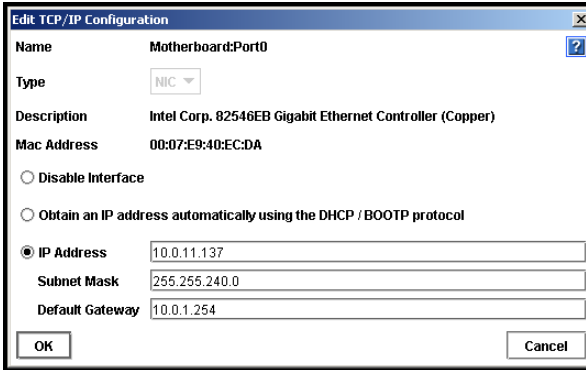 Edit TCP/IP Configuration
Name Motherboard:Port0
Type NIC
Description Intel Corp. 82546EB Gigabit Ethernet Controller (Copper)
Mac Address 00:07:E9:40:EC:DA
Disable Interface
Obtain an IP address automatically using the DHCP / BOOTP protocol
IP Address 10.0.11.137
Subnet Mask 255.255.240.0
Default Gateway 10.0.1.254
OK Cancel